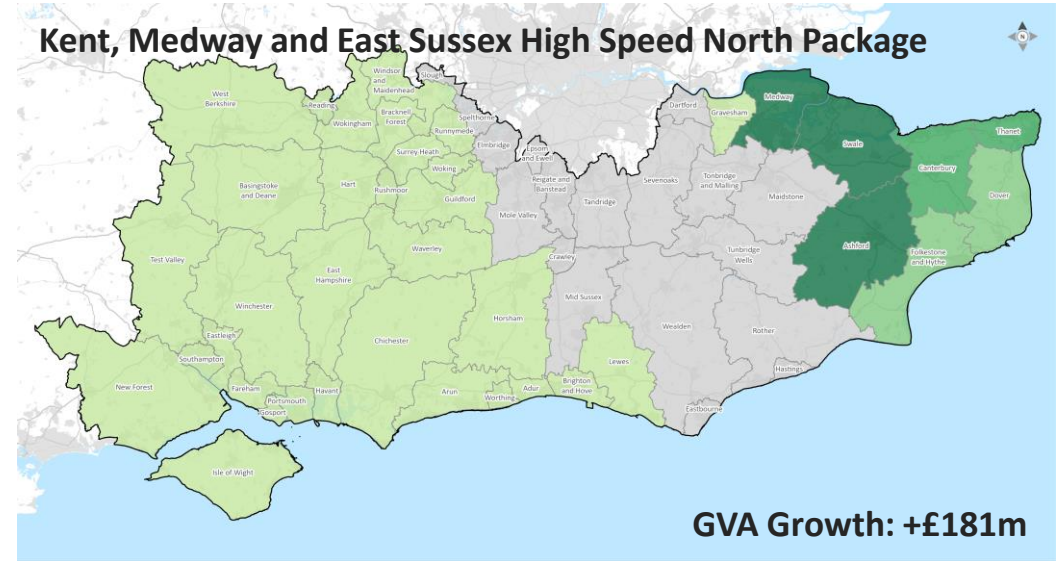 Kent, Medway and East Sussex High Speed North Package
N
Slough
Windsor
and
Maidenhead
West
Berkshire
Reading
Wokingham
Bracknell
Forest
Spelthorne
Runnymede
Dartford
Gravesham
Medway
Elmbridge
Epsom
and Ewell
Surrey Heath
Woking
Swale
Thanet
Basingstoke
and Deane
Hart
Rushmoor
Guildford
Reigate and
Banstead
Mole Valley
Tandridge
Sevenoaks
Tonbridge
and Malling
Maidstone
Canterbury
Dover
Test Valley
East
Hampshire
Waverley
Crawley
Tunbridge
Wells
Ashford
Folkestone
and Hythe
Winchester
Mid Sussex
Horsham
Chichester
Wealden
Rother
Eastleigh
Southampton
Lewes
Hastings
New Forest
Fareham
Portsmouth
Gosport
Havant
Arun
Worthing
Adur
Brighton
and Hove
Eastbourne
Isle of Wight
GVA Growth: +£181m